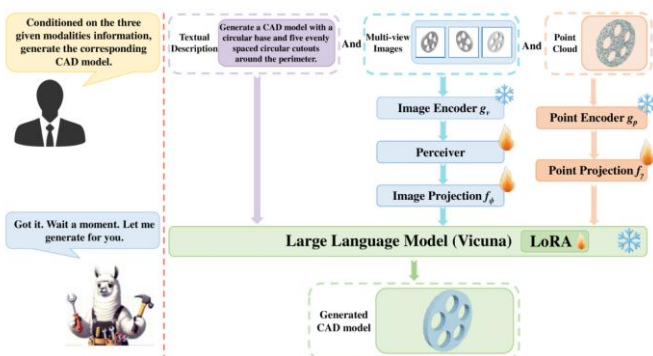 Conditioned on the three
given modalities information,
generate the corresponding
CAD model.
Got it. Wait a moment. Let me
generate for you.
Textual
Description
Generate a CAD model with a
circular base and five evenly
spaced circular cutouts
around the perimeter.
And
Multi-view
Images
And
Point
Cloud
Image Encoder gᵣ
Point Encoder gₚ
Perceiver
Point Projection fᵧ
Image Projection f_ϕ
Large Language Model (Vicuna)
LoRA
Generated
CAD model